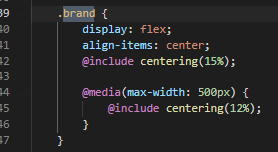 39 .brand {
40 display: flex;
41 align-items: center;
42 @include centering(15%);
43
44 @media(max-width: 500px) {
45 @include centering(12%);
46 }
47 }